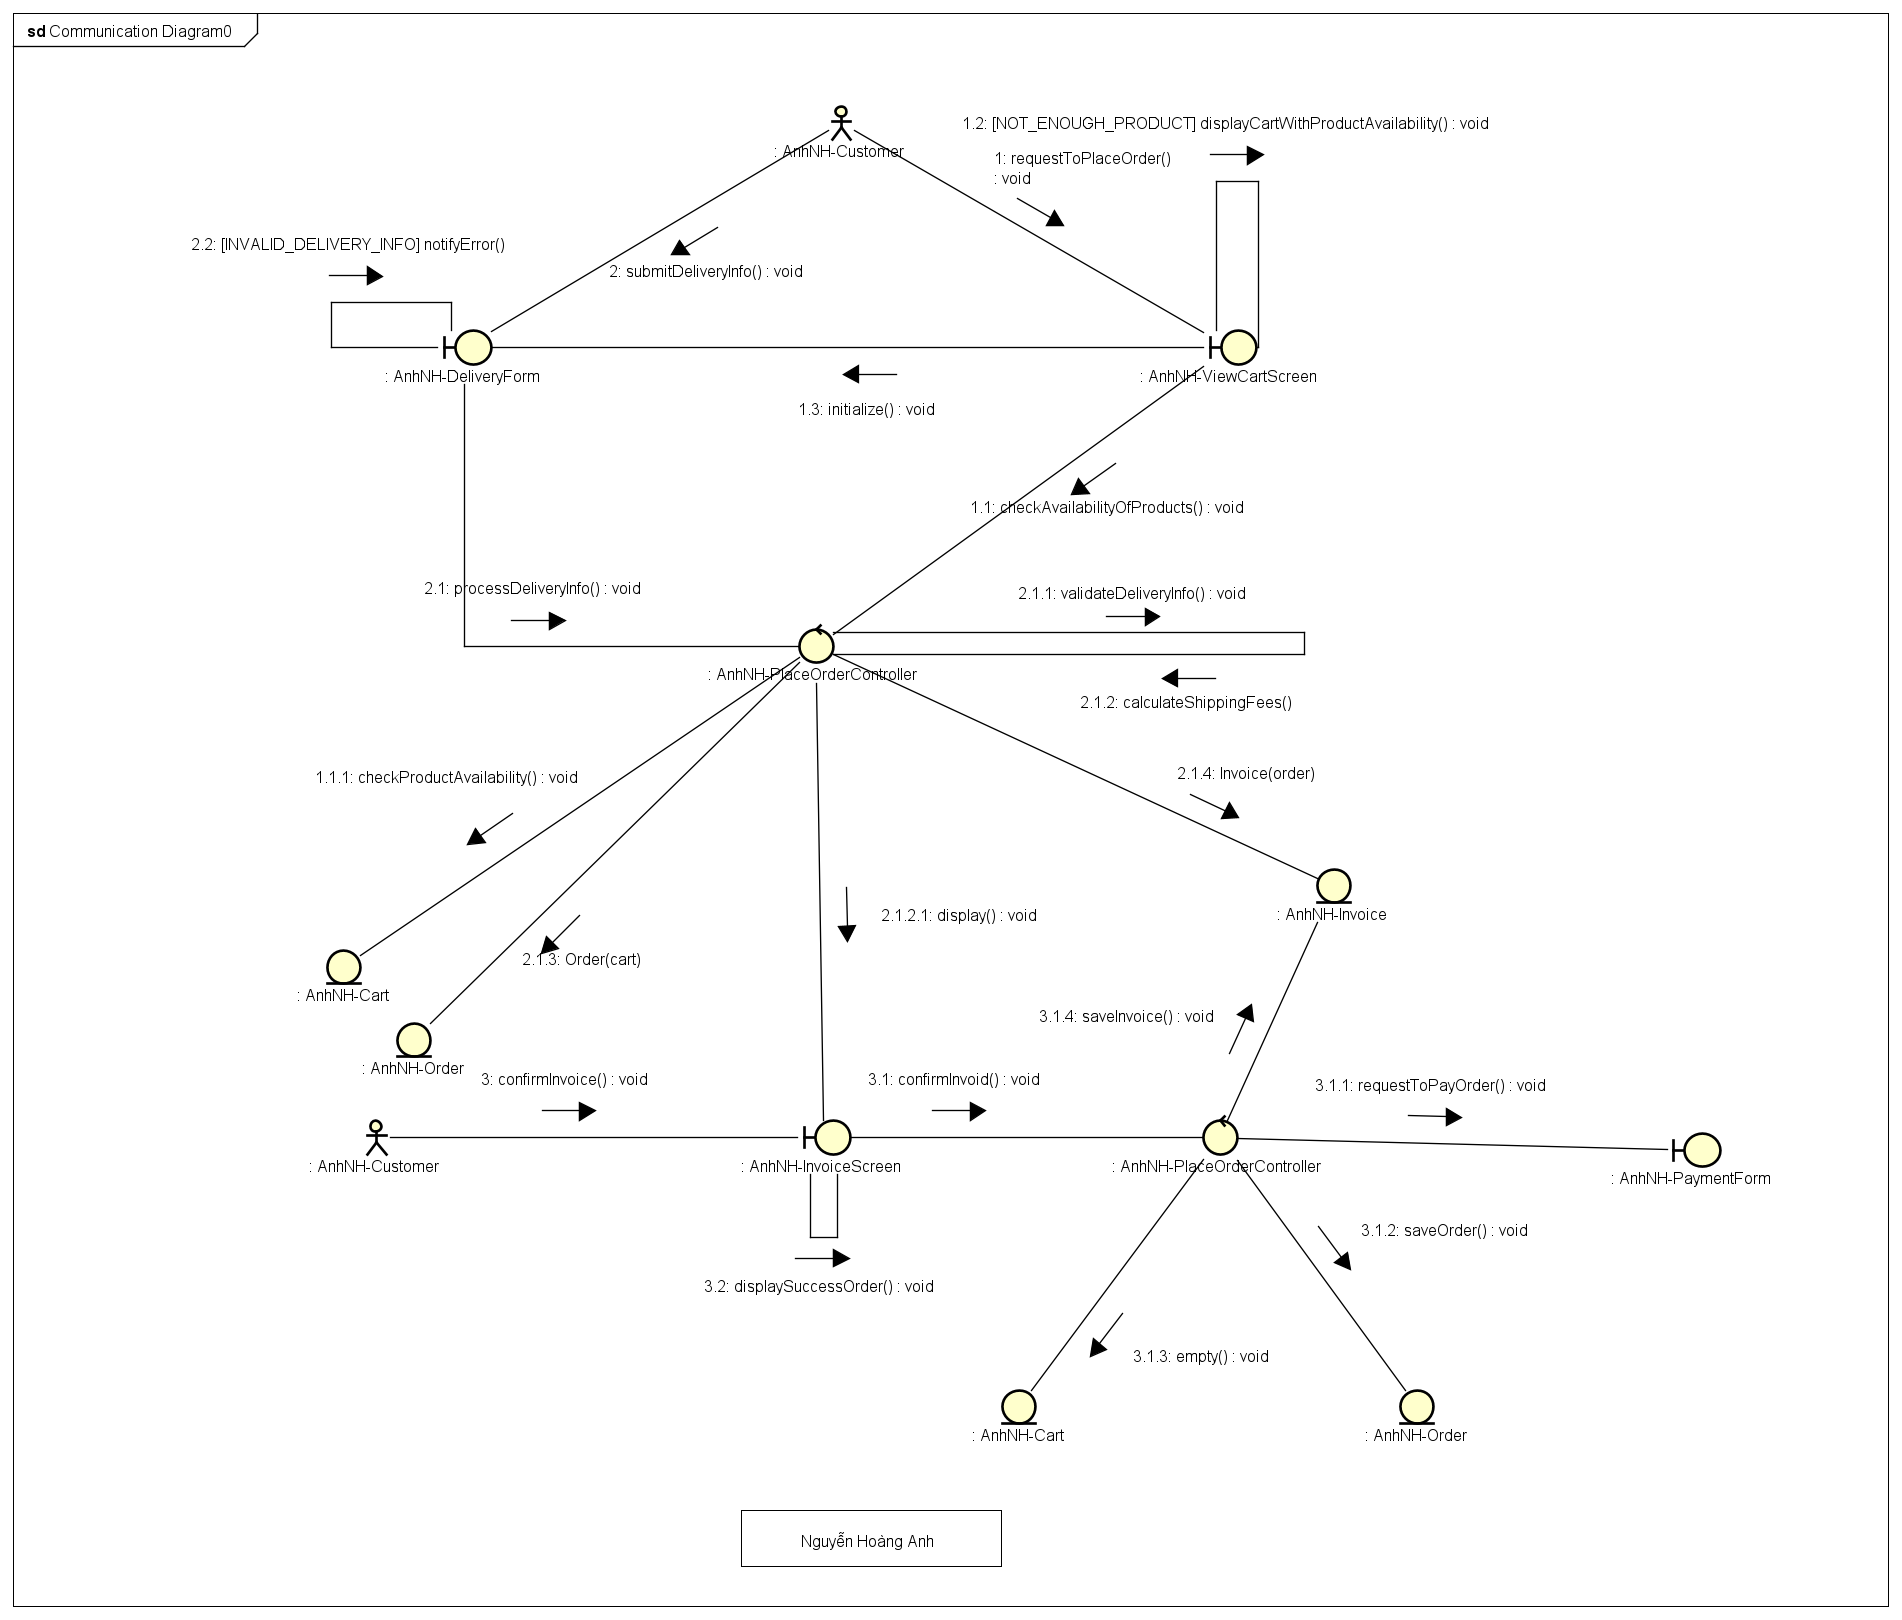 sd Communication Diagram0
: AnhNH-Customer
1.2: [NOT_ENOUGH_PRODUCT] displayCartWithProductAvailability() : void
1: requestToPlaceOrder()
: void
2.2: [INVALID_DELIVERY_INFO] notifyError()
2: submitDeliveryInfo() : void
: AnhNH-DeliveryForm
: AnhNH-ViewCartScreen
1.3: initialize() : void
1.1: checkAvailabilityOfProducts() : void
2.1: processDeliveryInfo() : void
2.1.1: validateDeliveryInfo() : void
: AnhNH-PlaceOrderController
2.1.2: calculateShippingFees()
1.1.1: checkProductAvailability() : void
2.1.4: Invoice(order)
2.1.2.1: display() : void
: AnhNH-Invoice
2.1.3: Order(cart)
: AnhNH-Cart
3.1.4: saveInvoice() : void
: AnhNH-Order
3: confirmInvoice() : void
3.1: confirmInvoid() : void
3.1.1: requestToPayOrder() : void
: AnhNH-Customer
: AnhNH-InvoiceScreen
: AnhNH-PlaceOrderController
: AnhNH-PaymentForm
3.1.2: saveOrder() : void
3.2: displaySuccessOrder() : void
3.1.3: empty() : void
: AnhNH-Cart
: AnhNH-Order
Nguyễn Hoàng Anh